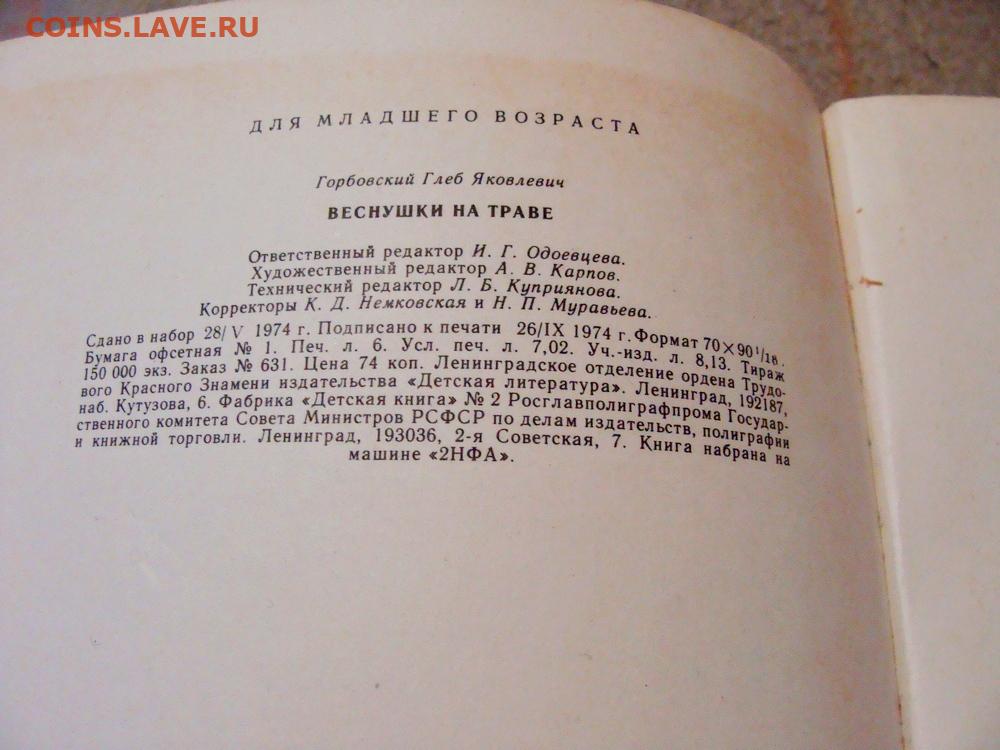 COINS.LAVE.RU
COINS.LAVE.RU
ДЛЯ МЛАДШЕГО ВОЗРАСТА
Горбовский Глеб Яковлевич
ВЕСНУШКИ НА ТРАВЕ
Ответственный редактор И. Г. Одоевцева.
Художественный редактор А. В. Карпов.
Технический редактор Л. Б. Куприянова.
Корректоры К. Д. Немковская и Н. П. Муравьева.
Сдано в набор 28/V 1974 г. Подписано к печати 26/IX 1974 г. Формат 70×90¹/₁₆.
Бумага офсетная № 1. Печ. л. 6. Усл. печ. л. 7,02. Уч.-изд. л. 8,13. Тираж
150 000 экз. Заказ № 631. Цена 74 коп. Ленинградское отделение ордена Трудо-
вого Красного Знамени издательства «Детская литература». Ленинград, 192187,
наб. Кутузова, 6. Фабрика «Детская книга» № 2 Росглавполиграфпрома Государ-
ственного комитета Совета Министров РСФСР по делам издательств, полиграфии
и книжной торговли. Ленинград, 193036, 2-я Советская, 7. Книга набрана на
машине «2НФА».